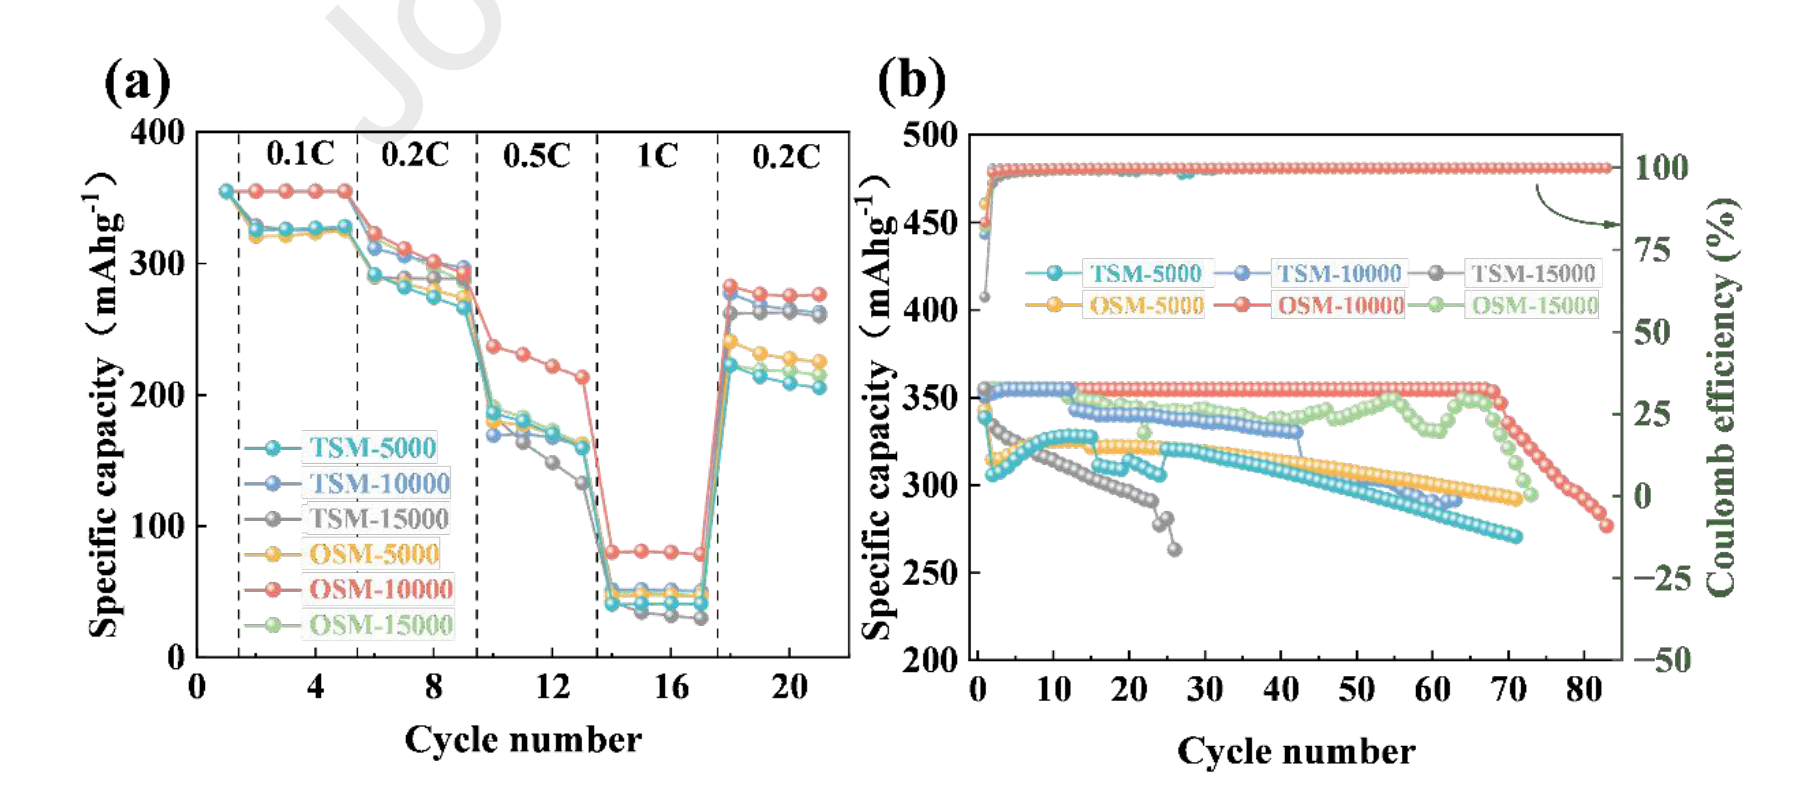 Jo
(a)
(b)
400
300
200
100
0
0.1C
0.2C
0.5C
1C
0.2C
TSM-5000
TSM-10000
TSM-15000
OSM-5000
OSM-10000
OSM-15000
0 4 8 12 16 20
Cycle number
Specific capacity（mAhg-1）
500
450
400
350
300
250
200
TSM-5000 TSM-10000 TSM-15000
OSM-5000 OSM-10000 OSM-15000
0 10 20 30 40 50 60 70 80
Cycle number
Specific capacity（mAhg-1）
100
75
50
25
0
−25
−50
Coulomb efficiency (%)